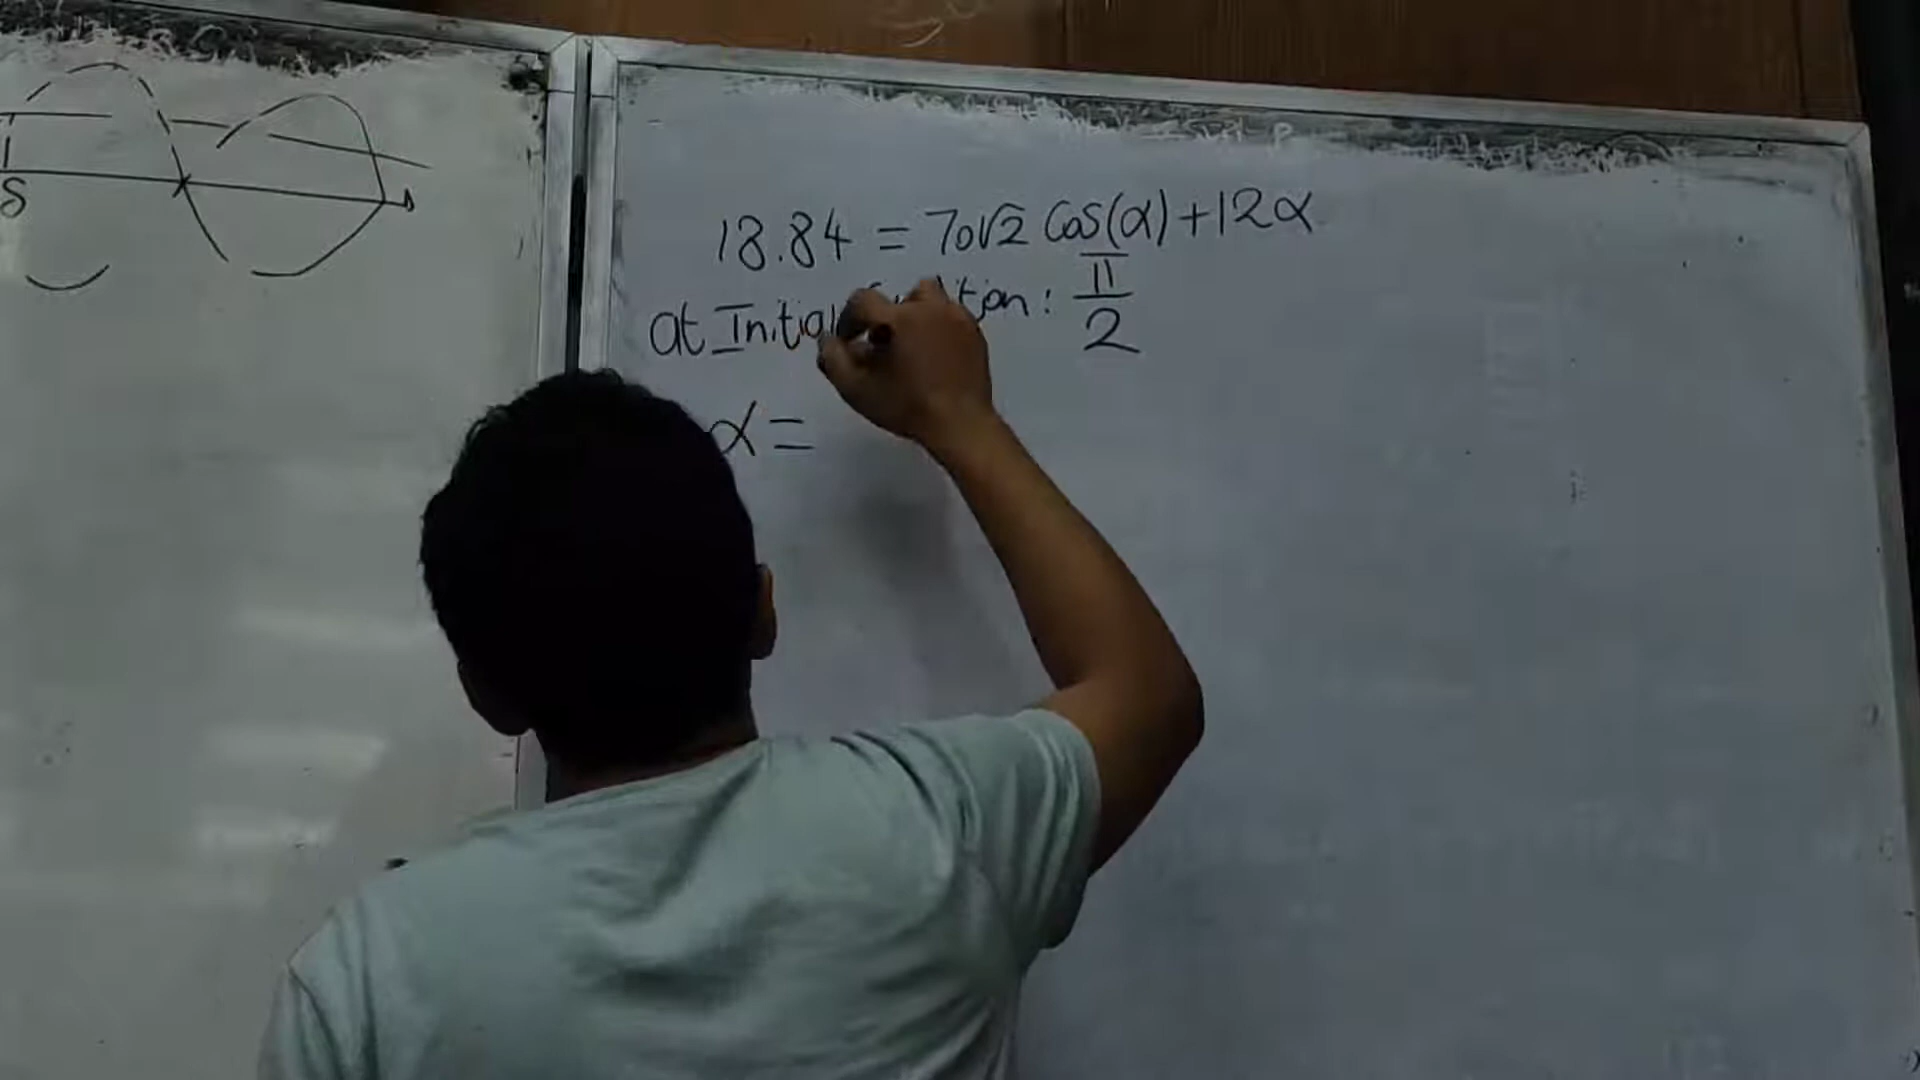 18.84 = 70√2 Cos(α)+12α
at Initial : π/2
α =
δ